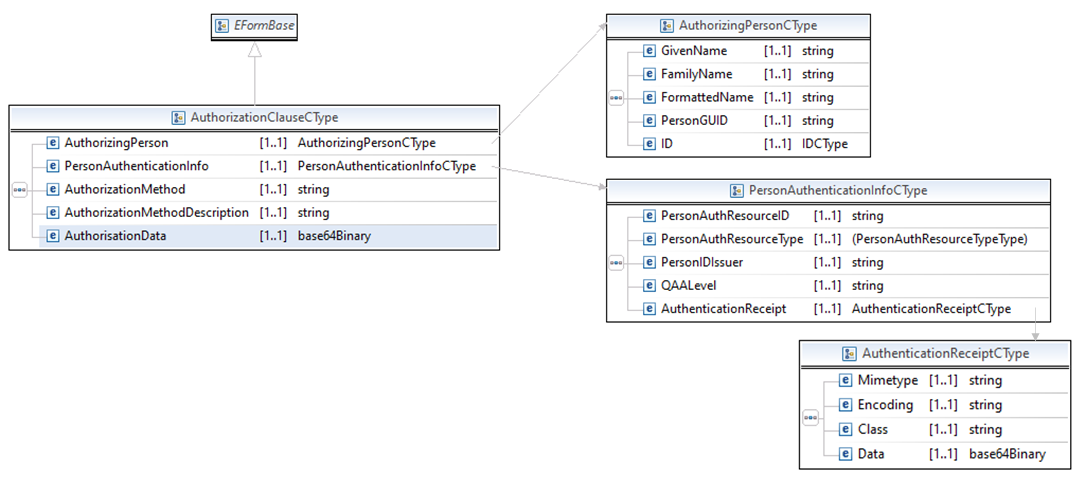 EFormBase
AuthorizationClauseCType
AuthorizingPerson [1..1] AuthorizingPersonCType
PersonAuthenticationInfo [1..1] PersonAuthenticationInfoCType
AuthorizationMethod [1..1] string
AuthorizationMethodDescription [1..1] string
AuthorisationData [1..1] base64Binary
AuthorizingPersonCType
GivenName [1..1] string
FamilyName [1..1] string
FormattedName [1..1] string
PersonGUID [1..1] string
ID [1..1] IDCType
PersonAuthenticationInfoCType
PersonAuthResourceID [1..1] string
PersonAuthResourceType [1..1] (PersonAuthResourceTypeType)
PersonIDIssuer [1..1] string
QAALevel [1..1] string
AuthenticationReceipt [1..1] AuthenticationReceiptCType
AuthenticationReceiptCType
Mimetype [1..1] string
Encoding [1..1] string
Class [1..1] string
Data [1..1] base64Binary